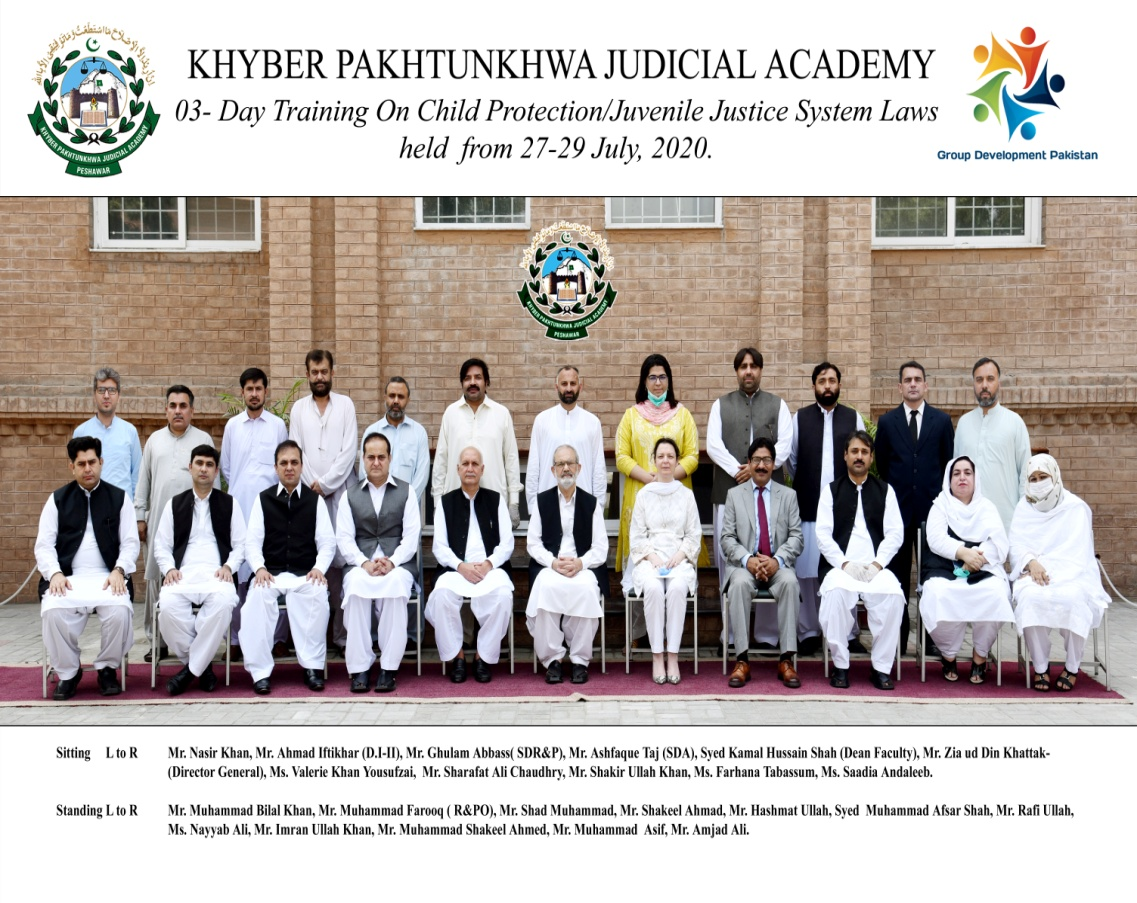 KHYBER PAKHTUNKHWA JUDICIAL ACADEMY
03- Day Training On Child Protection/Juvenile Justice System Laws
held from 27-29 July, 2020.
KHYBER PAKHTUNKHWA JUDICIAL ACADEMY
PESHAWAR
Group Development Pakistan
KHYBER PAKHTUNKHWA JUDICIAL ACADEMY
PESHAWAR
Sitting L to R Mr. Nasir Khan, Mr. Ahmad Iftikhar (D.I-II), Mr. Ghulam Abbass( SDR&P), Mr. Ashfaque Taj (SDA), Syed Kamal Hussain Shah (Dean Faculty), Mr. Zia ud Din Khattak-
(Director General), Ms. Valerie Khan Yousufzai, Mr. Sharafat Ali Chaudhry, Mr. Shakir Ullah Khan, Ms. Farhana Tabassum, Ms. Saadia Andaleeb.
Standing L to R Mr. Muhammad Bilal Khan, Mr. Muhammad Farooq ( R&PO), Mr. Shad Muhammad, Mr. Shakeel Ahmad, Mr. Hashmat Ullah, Syed Muhammad Afsar Shah, Mr. Rafi Ullah,
Ms. Nayyab Ali, Mr. Imran Ullah Khan, Mr. Muhammad Shakeel Ahmed, Mr. Muhammad Asif, Mr. Amjad Ali.